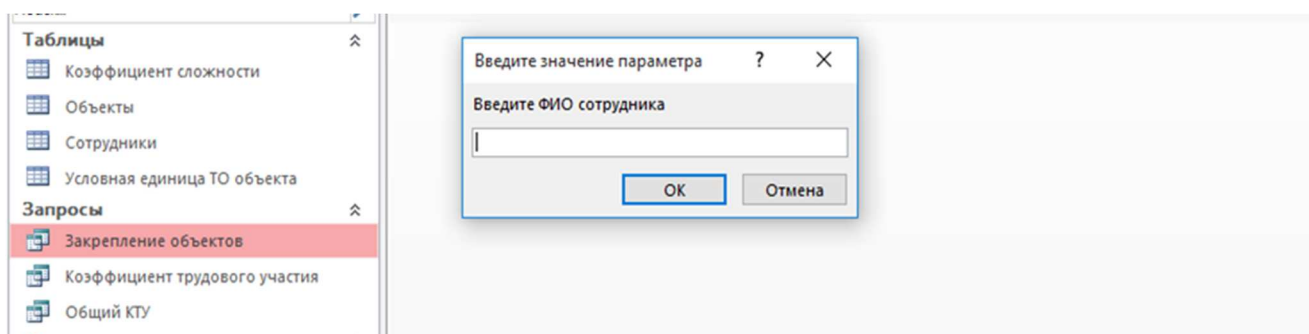 Таблицы
Коэффициент сложности
Объекты
Сотрудники
Условная единица ТО объекта
Запросы
Закрепление объектов
Коэффициент трудового участия
Общий КТУ
Введите значение параметра ? X
Введите ФИО сотрудника
ОК Отмена